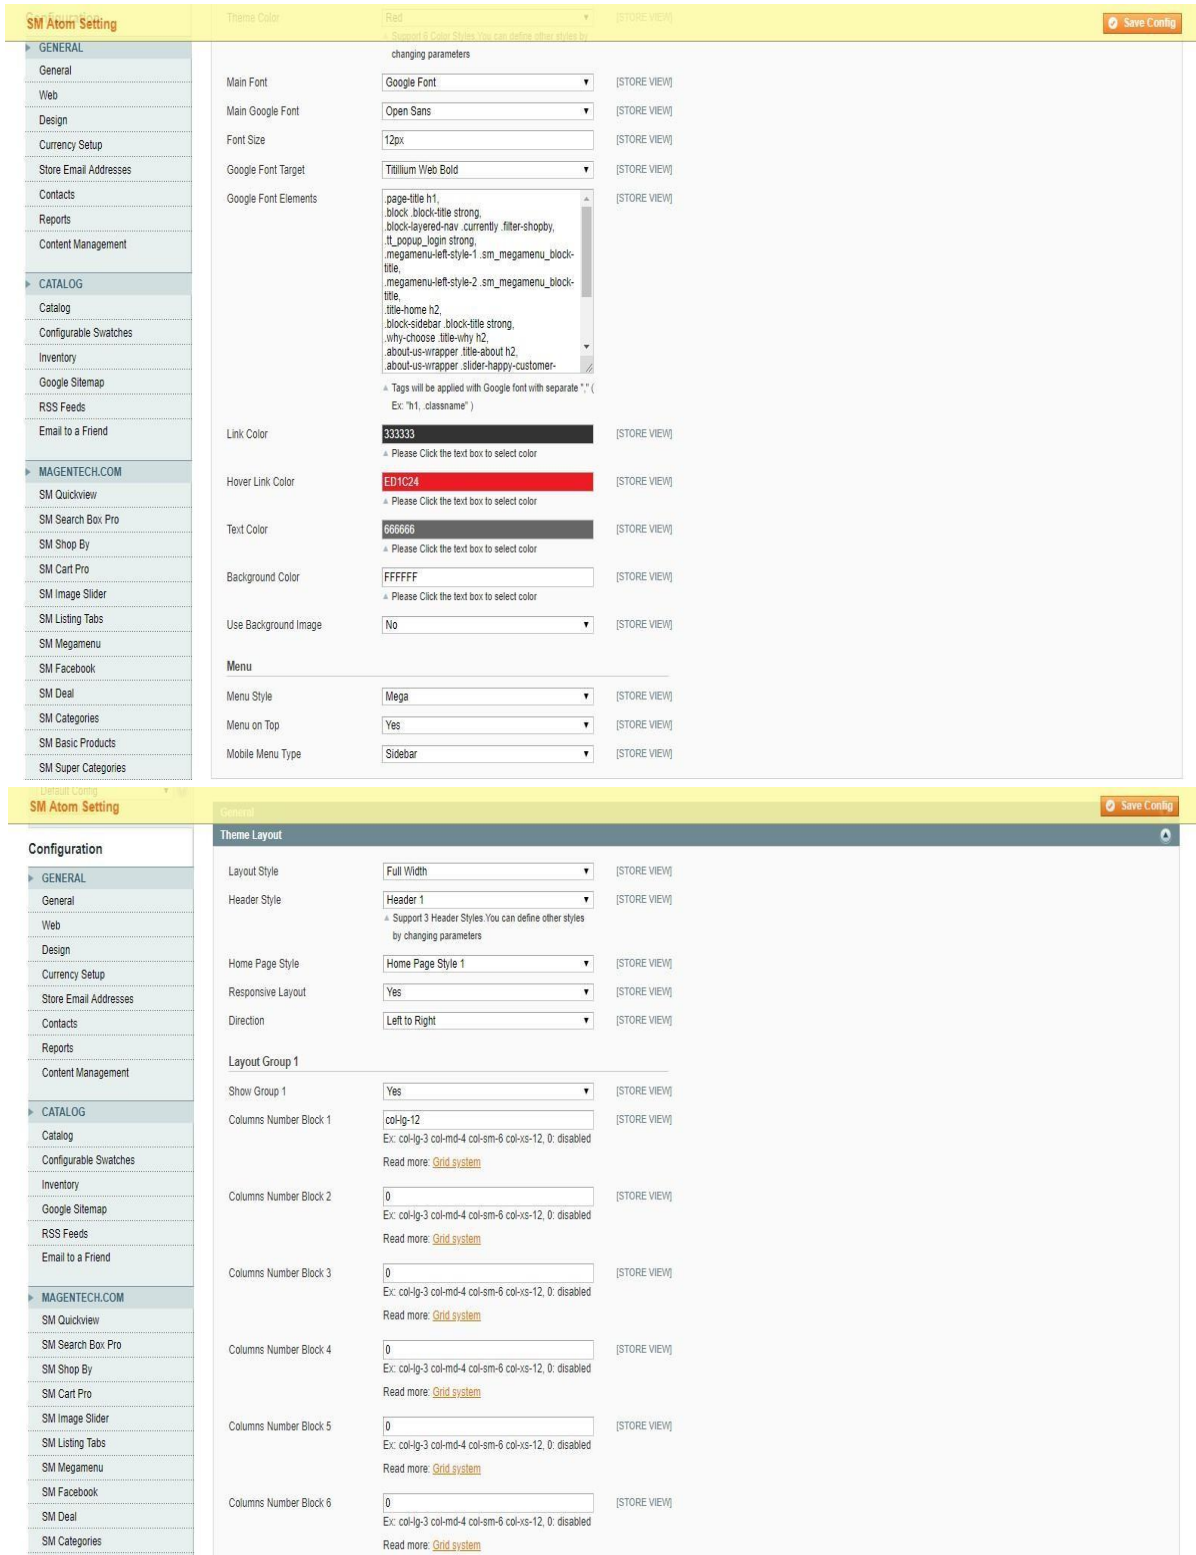 Configuration
SM Atom Setting
Save Config
GENERAL
General
Web
Design
Currency Setup
Store Email Addresses
Contacts
Reports
Content Management
CATALOG
Catalog
Configurable Swatches
Inventory
Google Sitemap
RSS Feeds
Email to a Friend
MAGENTECH.COM
SM Quickview
SM Search Box Pro
SM Shop By
SM Cart Pro
SM Image Slider
SM Listing Tabs
SM Megamenu
SM Facebook
SM Deal
SM Categories
SM Basic Products
SM Super Categories
Theme Color Red [STORE VIEW]
Support 6 Color Styles.You can define other styles by
changing parameters
Main Font Google Font [STORE VIEW]
Main Google Font Open Sans [STORE VIEW]
Font Size 12px [STORE VIEW]
Google Font Target Titillium Web Bold [STORE VIEW]
Google Font Elements .page-title h1, [STORE VIEW]
.block .block-title strong,
.block-layered-nav .currently .filter-shopby,
.tt_popup_login strong,
.megamenu-left-style-1 .sm_megamenu_block-
title,
.megamenu-left-style-2 .sm_megamenu_block-
title,
.title-home h2,
.block-sidebar .block-title strong,
.why-choose .title-why h2,
.about-us-wrapper .title-about h2,
.about-us-wrapper .slider-happy-customer-
Tags will be applied with Google font with separate "," (
Ex: "h1, .classname" )
Link Color 333333 [STORE VIEW]
Please Click the text box to select color
Hover Link Color ED1C24 [STORE VIEW]
Please Click the text box to select color
Text Color 666666 [STORE VIEW]
Please Click the text box to select color
Background Color FFFFFF [STORE VIEW]
Please Click the text box to select color
Use Background Image No [STORE VIEW]
Menu
Menu Style Mega [STORE VIEW]
Menu on Top Yes [STORE VIEW]
Mobile Menu Type Sidebar [STORE VIEW]
Default Config
SM Atom Setting
Save Config
Configuration
GENERAL
General
Web
Design
Currency Setup
Store Email Addresses
Contacts
Reports
Content Management
CATALOG
Catalog
Configurable Swatches
Inventory
Google Sitemap
RSS Feeds
Email to a Friend
MAGENTECH.COM
SM Quickview
SM Search Box Pro
SM Shop By
SM Cart Pro
SM Image Slider
SM Listing Tabs
SM Megamenu
SM Facebook
SM Deal
SM Categories
General
Theme Layout
Layout Style Full Width [STORE VIEW]
Header Style Header 1 [STORE VIEW]
Support 3 Header Styles.You can define other styles
by changing parameters
Home Page Style Home Page Style 1 [STORE VIEW]
Responsive Layout Yes [STORE VIEW]
Direction Left to Right [STORE VIEW]
Layout Group 1
Show Group 1 Yes [STORE VIEW]
Columns Number Block 1 col-lg-12 [STORE VIEW]
Ex: col-lg-3 col-md-4 col-sm-6 col-xs-12, 0: disabled
Read more: Grid system
Columns Number Block 2 0 [STORE VIEW]
Ex: col-lg-3 col-md-4 col-sm-6 col-xs-12, 0: disabled
Read more: Grid system
Columns Number Block 3 0 [STORE VIEW]
Ex: col-lg-3 col-md-4 col-sm-6 col-xs-12, 0: disabled
Read more: Grid system
Columns Number Block 4 0 [STORE VIEW]
Ex: col-lg-3 col-md-4 col-sm-6 col-xs-12, 0: disabled
Read more: Grid system
Columns Number Block 5 0 [STORE VIEW]
Ex: col-lg-3 col-md-4 col-sm-6 col-xs-12, 0: disabled
Read more: Grid system
Columns Number Block 6 0 [STORE VIEW]
Ex: col-lg-3 col-md-4 col-sm-6 col-xs-12, 0: disabled
Read more: Grid system